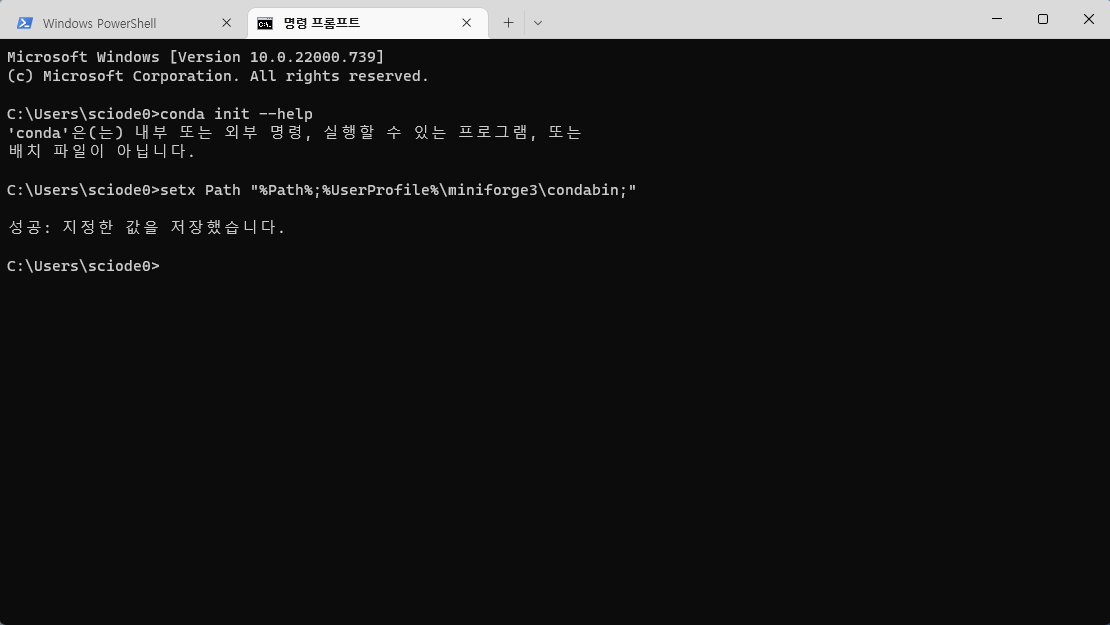 Windows PowerShell
명령 프롬프트
Microsoft Windows [Version 10.0.22000.739]
(c) Microsoft Corporation. All rights reserved.
C:\Users\sciode0>conda init --help
'conda'은(는) 내부 또는 외부 명령, 실행할 수 있는 프로그램, 또는
배치 파일이 아닙니다.
C:\Users\sciode0>setx Path "%Path%;%UserProfile%\miniforge3\condabin;"
성공: 지정한 값을 저장했습니다.
C:\Users\sciode0>